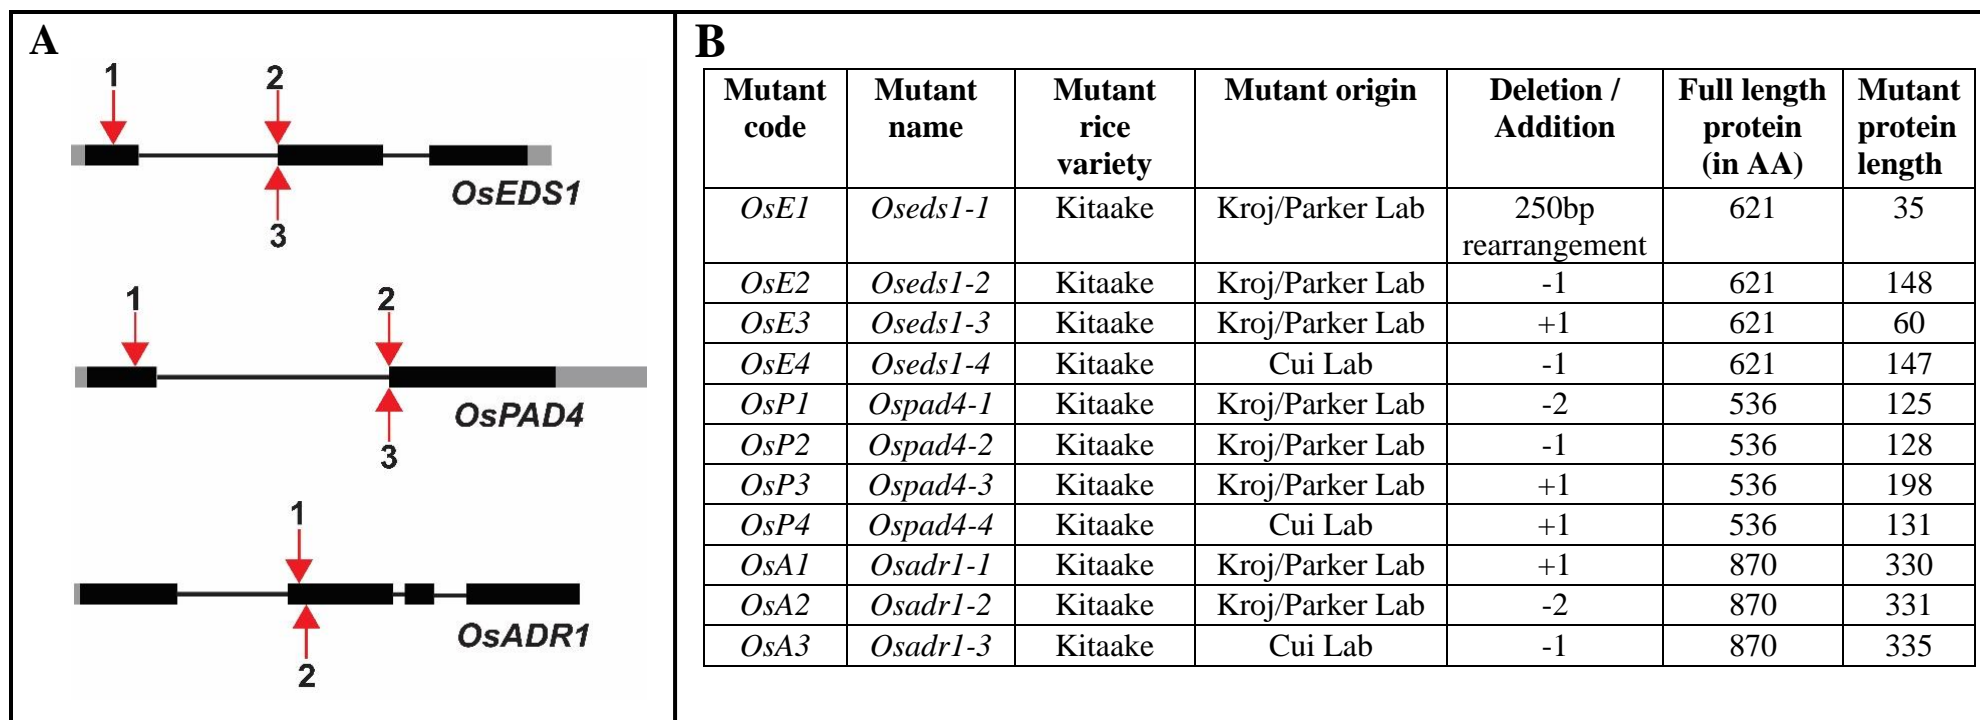 A
1
2
OsEDS1
3
1
2
OsPAD4
3
1
OsADR1
2
B
Mutant code Mutant name Mutant rice variety Mutant origin Deletion / Addition Full length protein (in AA) Mutant protein length
OsE1 Oseds1-1 Kitaake Kroj/Parker Lab 250bp rearrangement 621 35
OsE2 Oseds1-2 Kitaake Kroj/Parker Lab -1 621 148
OsE3 Oseds1-3 Kitaake Kroj/Parker Lab +1 621 60
OsE4 Oseds1-4 Kitaake Cui Lab -1 621 147
OsP1 Ospad4-1 Kitaake Kroj/Parker Lab -2 536 125
OsP2 Ospad4-2 Kitaake Kroj/Parker Lab -1 536 128
OsP3 Ospad4-3 Kitaake Kroj/Parker Lab +1 536 198
OsP4 Ospad4-4 Kitaake Cui Lab +1 536 131
OsA1 Osadr1-1 Kitaake Kroj/Parker Lab +1 870 330
OsA2 Osadr1-2 Kitaake Kroj/Parker Lab -2 870 331
OsA3 Osadr1-3 Kitaake Cui Lab -1 870 335